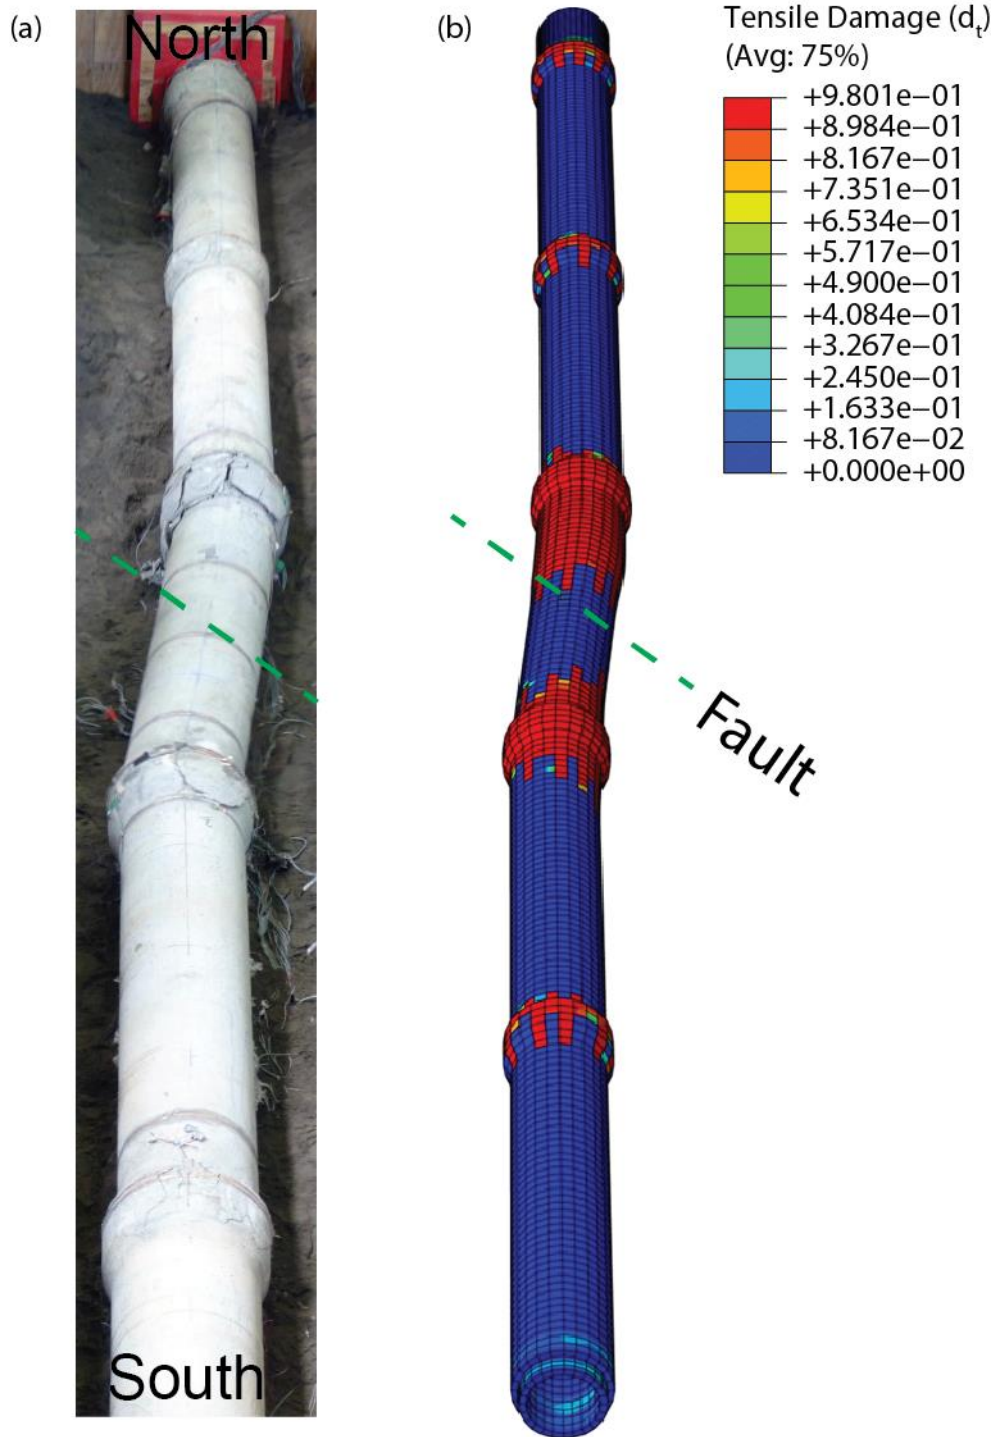 (a)
North
South
(b)
Fault
Tensile Damage (dₜ)
(Avg: 75%)
+9.801e−01
+8.984e−01
+8.167e−01
+7.351e−01
+6.534e−01
+5.717e−01
+4.900e−01
+4.084e−01
+3.267e−01
+2.450e−01
+1.633e−01
+8.167e−02
+0.000e+00